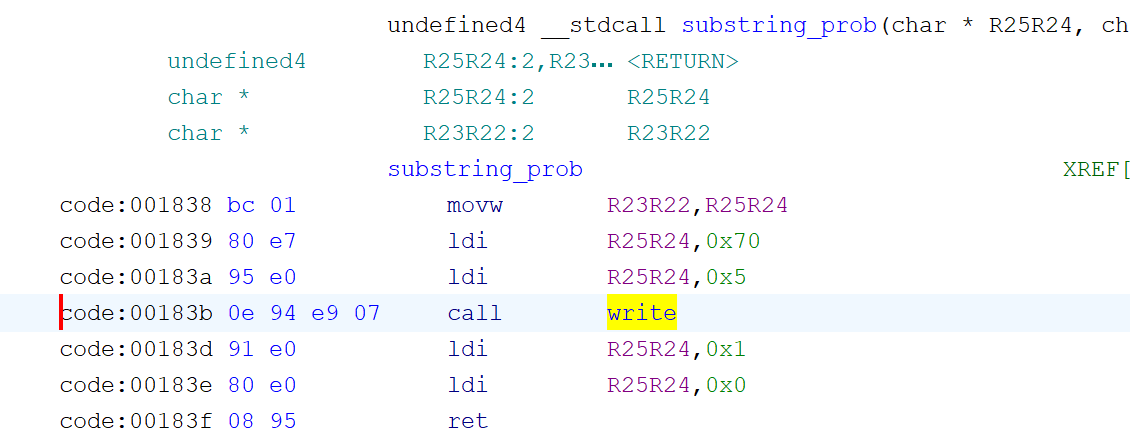 undefined4 __stdcall substring_prob(char * R25R24, ch
undefined4 R25R24:2,R23... <RETURN>
char * R25R24:2 R25R24
char * R23R22:2 R23R22
substring_prob XREF[
code:001838 bc 01 movw R23R22,R25R24
code:001839 80 e7 ldi R25R24,0x70
code:00183a 95 e0 ldi R25R24,0x5
code:00183b 0e 94 e9 07 call write
code:00183d 91 e0 ldi R25R24,0x1
code:00183e 80 e0 ldi R25R24,0x0
code:00183f 08 95 ret